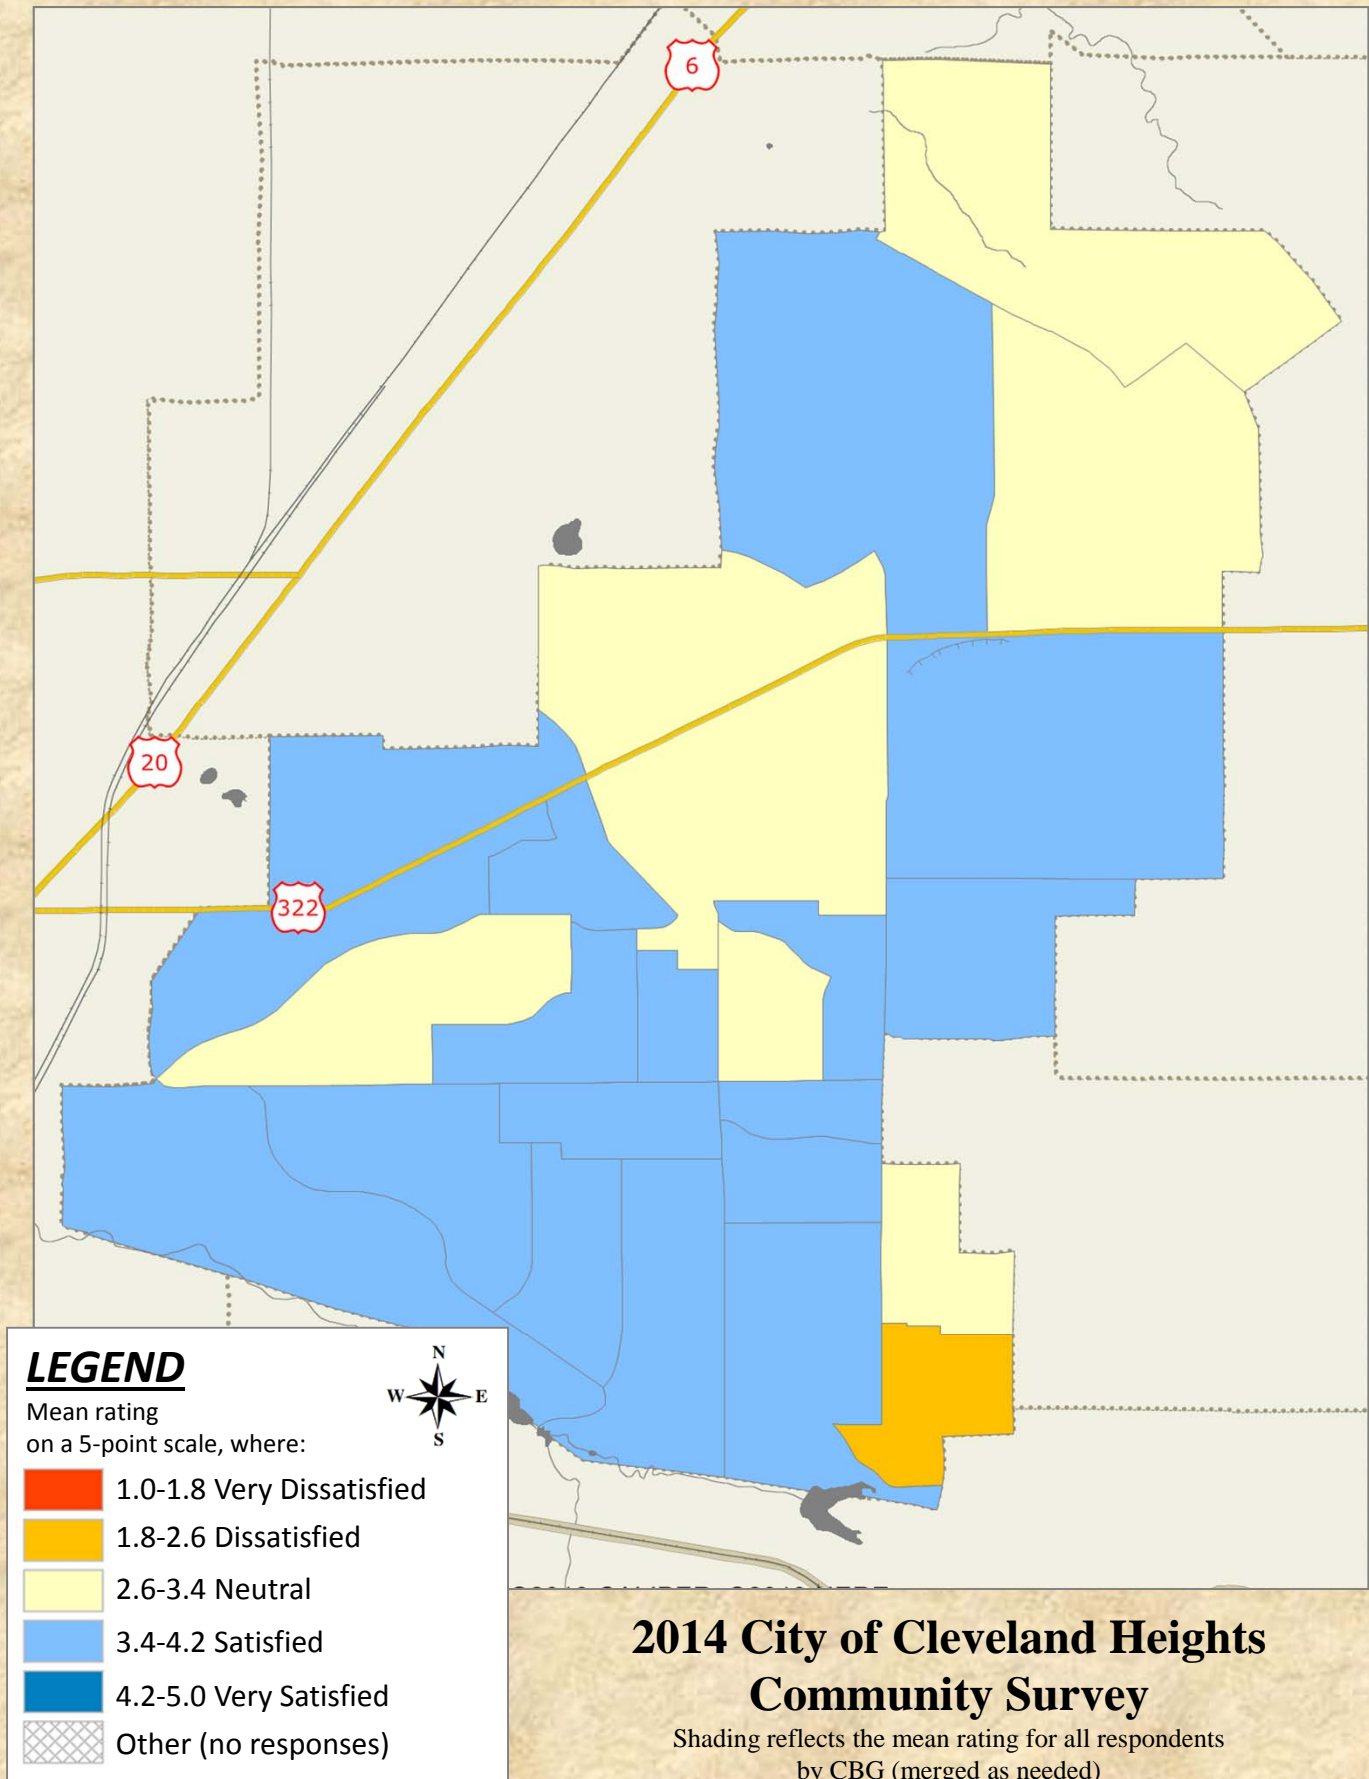 6
20
322
LEGEND
Mean rating
on a 5-point scale, where:
N
W E
S
1.0-1.8 Very Dissatisfied
1.8-2.6 Dissatisfied
2.6-3.4 Neutral
3.4-4.2 Satisfied
4.2-5.0 Very Satisfied
Other (no responses)
2014 City of Cleveland Heights
Community Survey
Shading reflects the mean rating for all respondents
by CBG (merged as needed)